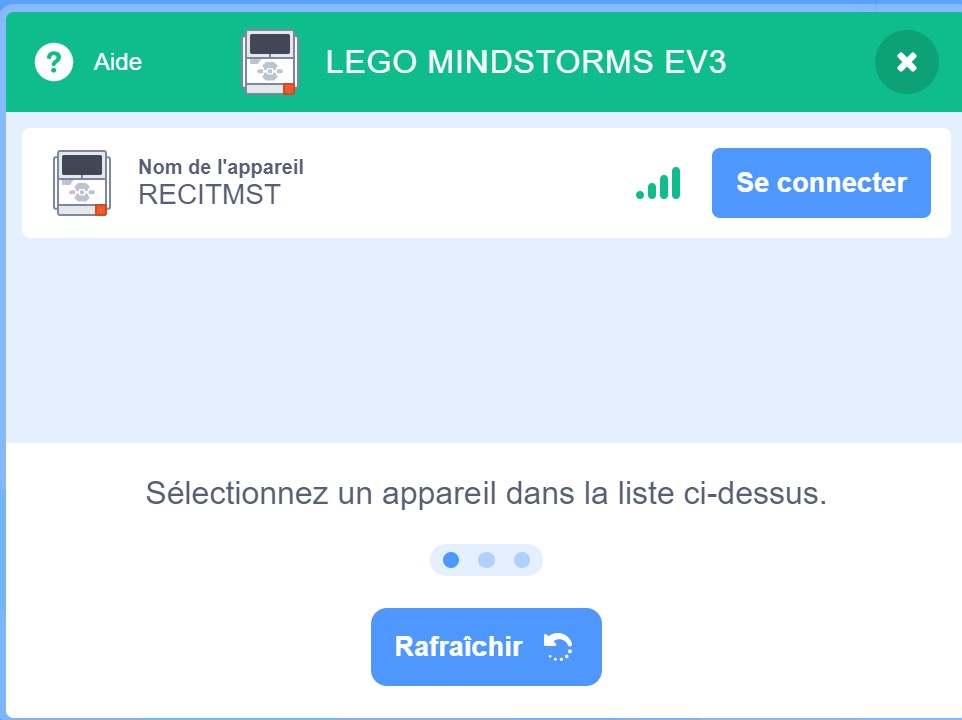 Aide
LEGO MINDSTORMS EV3
Nom de l'appareil
RECITMST
Se connecter
Sélectionnez un appareil dans la liste ci-dessus.
Rafraîchir